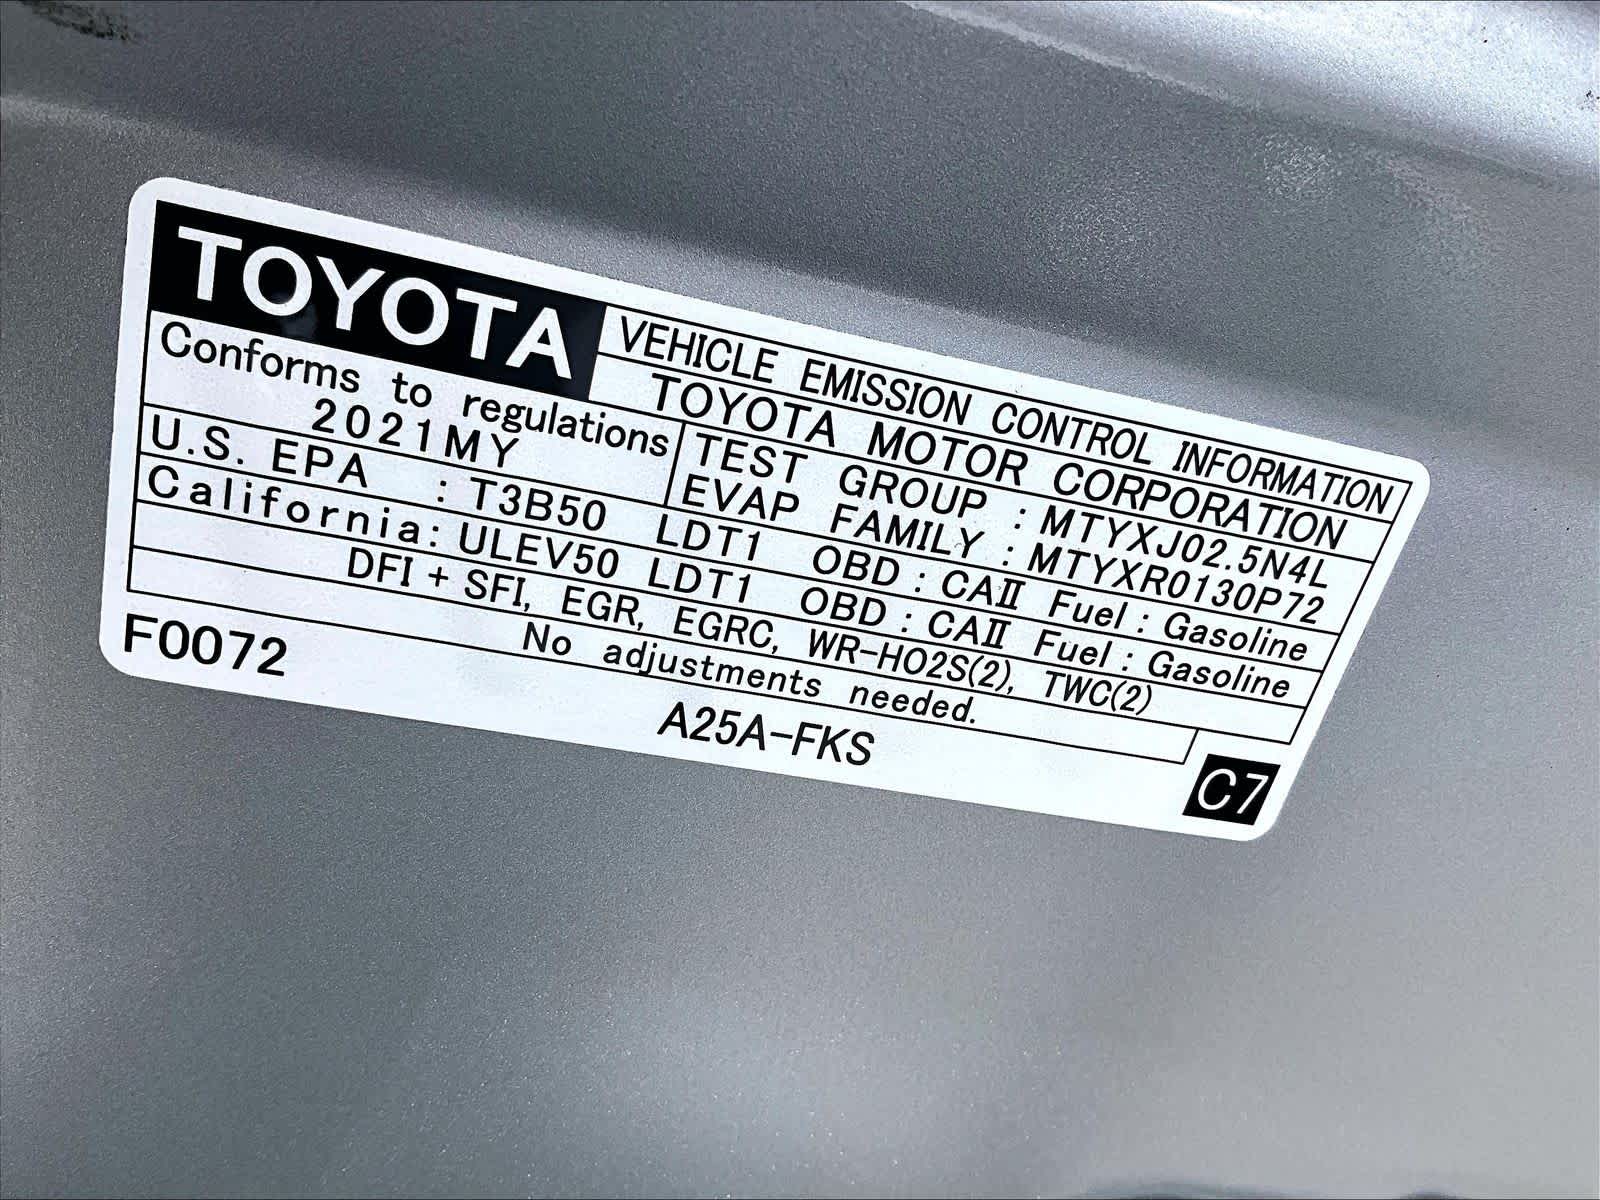 TOYOTA
VEHICLE EMISSION CONTROL INFORMATION
TOYOTA MOTOR CORPORATION
Conforms to regulations
2021MY
TEST GROUP : MTYXJ02.5N4L
EVAP FAMILY : MTYXR0130P72
U.S. EPA : T3B50 LDT1 OBD : CAII Fuel : Gasoline
California: ULEV50 LDT1 OBD : CAII Fuel : Gasoline
DFI + SFI, EGR, EGRC, WR-HO2S(2), TWC(2)
No adjustments needed.
F0072
A25A-FKS
C7